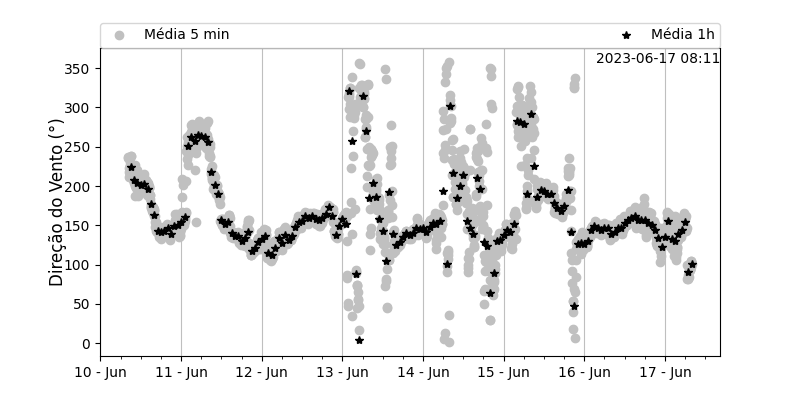 Média 5 min
Média 1h
2023-06-17 08:11
Direção do Vento (°)
350
300
250
200
150
100
50
0
10 - Jun
11 - Jun
12 - Jun
13 - Jun
14 - Jun
15 - Jun
16 - Jun
17 - Jun